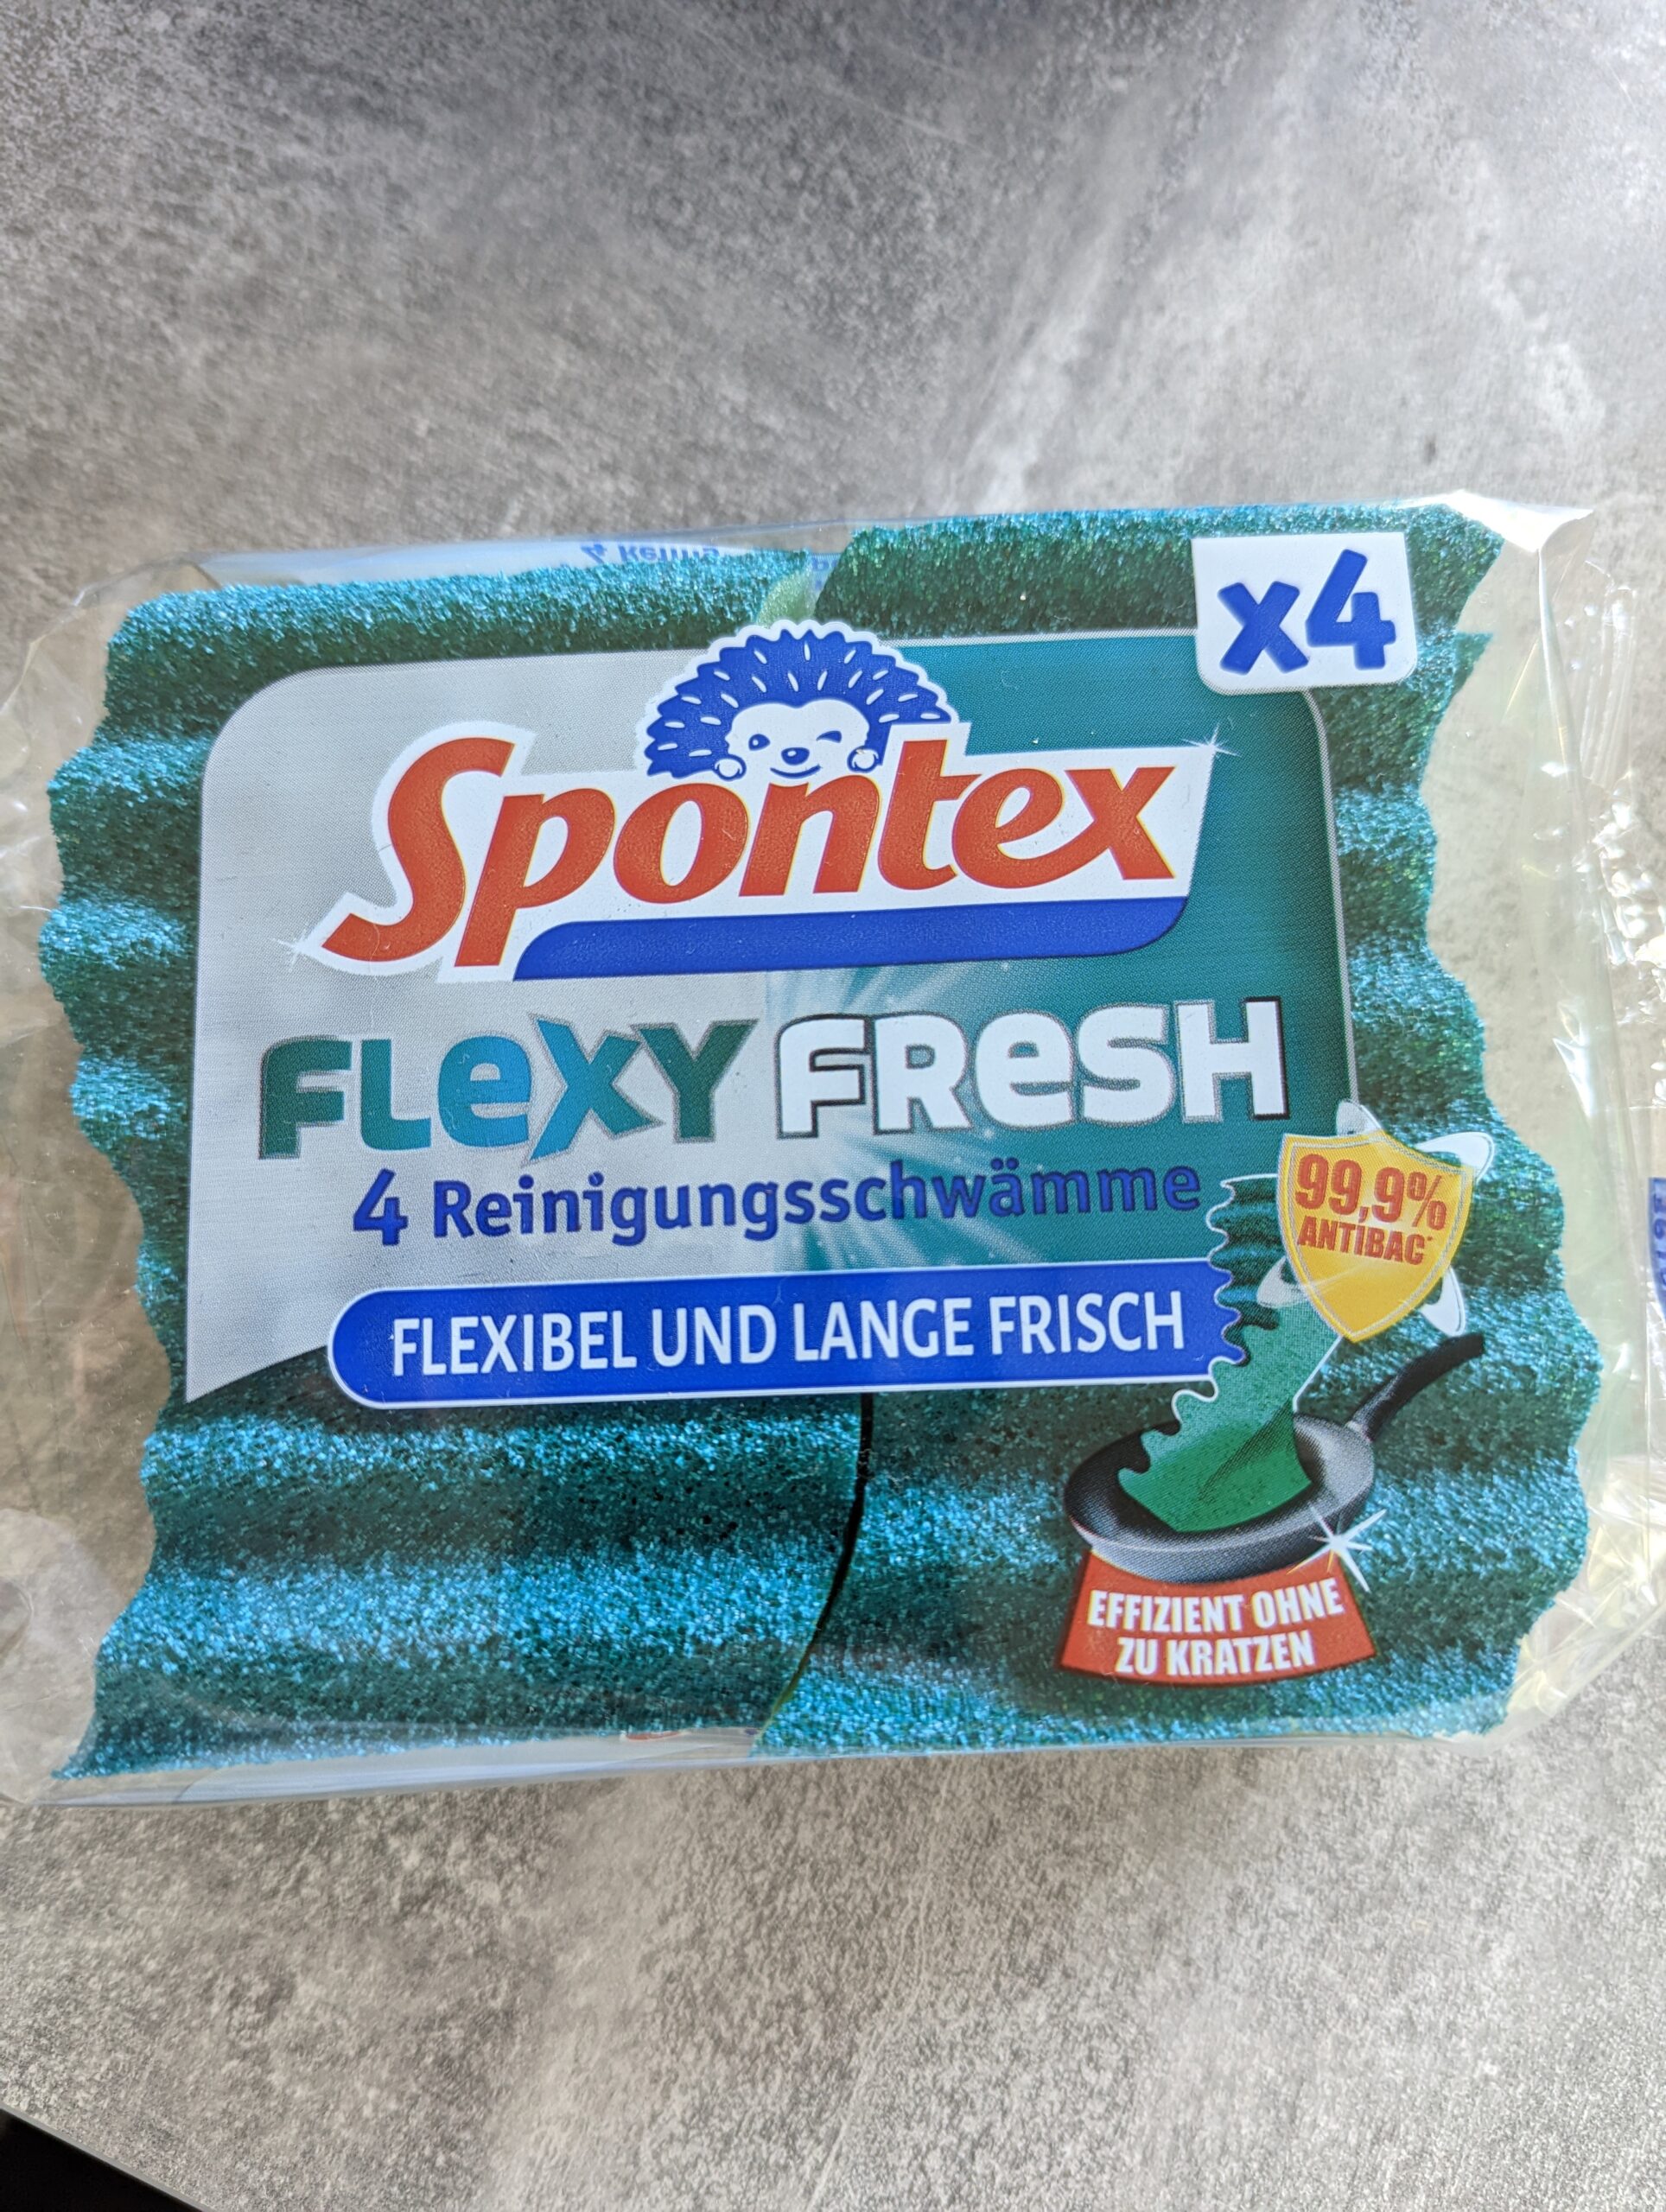 x4
Spontex
FLeXY FReSH
4 Reinigungsschwämme
99,9%
ANTIBAC*
FLEXIBEL UND LANGE FRISCH
EFFIZIENT OHNE
ZU KRATZEN